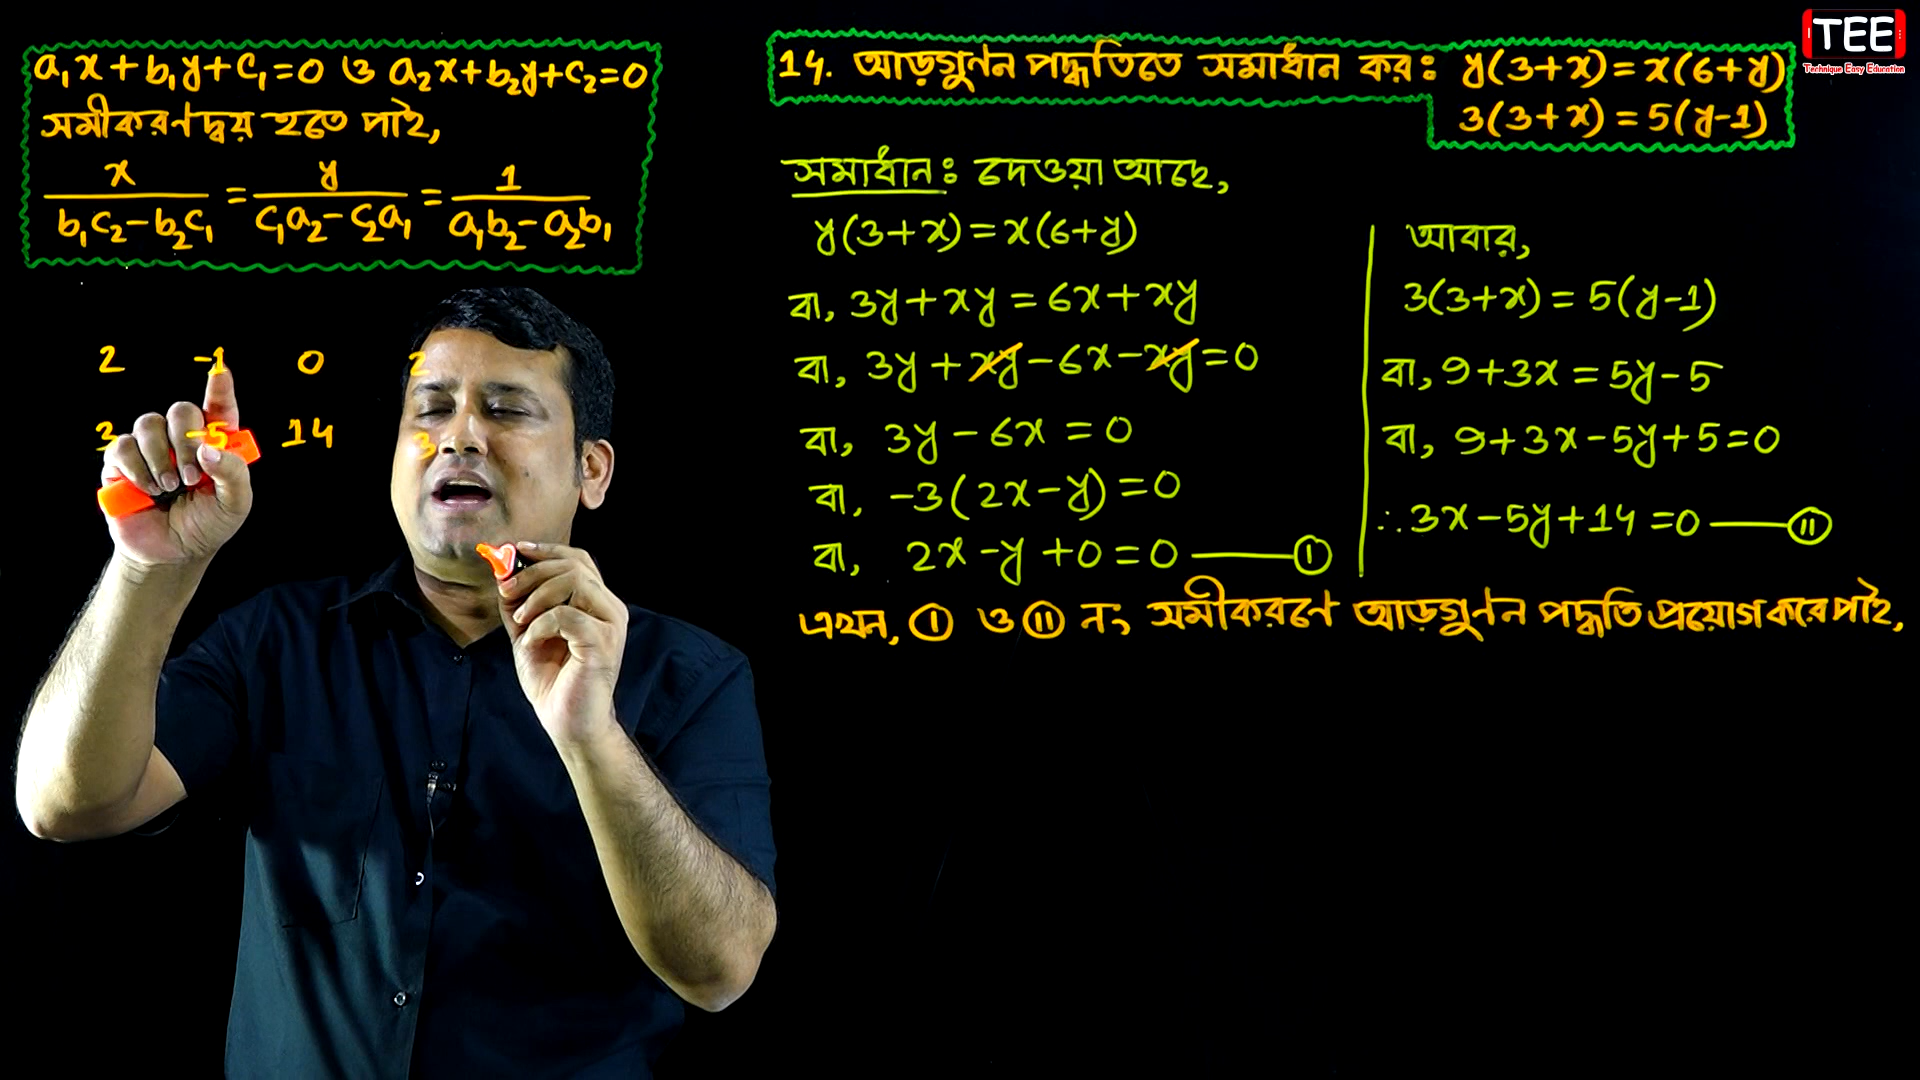 a₁x+b₁y+c₁=0 ও a₂x+b₂y+c₂=0
সমীকরণদ্বয় হতে পাই,
x/(b₁c₂-b₂c₁) = y/(c₁a₂-c₂a₁) = 1/(a₁b₂-a₂b₁)
2 -1 0 2
3 -5 14 3
TEE
Technique Easy Education
14. আড়গুণন পদ্ধতিতে সমাধান কর: y(3+x)=x(6+y)
3(3+x)=5(y-1)
সমাধান: দেওয়া আছে,
y(3+x)=x(6+y)
বা, 3y+xy=6x+xy
বা, 3y+xy-6x-xy=0
বা, 3y-6x=0
বা, -3(2x-y)=0
বা, 2x-y+0=0 —— (i)
আবার,
3(3+x)=5(y-1)
বা, 9+3x=5y-5
বা, 9+3x-5y+5=0
∴ 3x-5y+14=0 —— (ii)
এখন, (i) ও (ii) নং সমীকরণে আড়গুণন পদ্ধতি প্রয়োগ করে পাই,